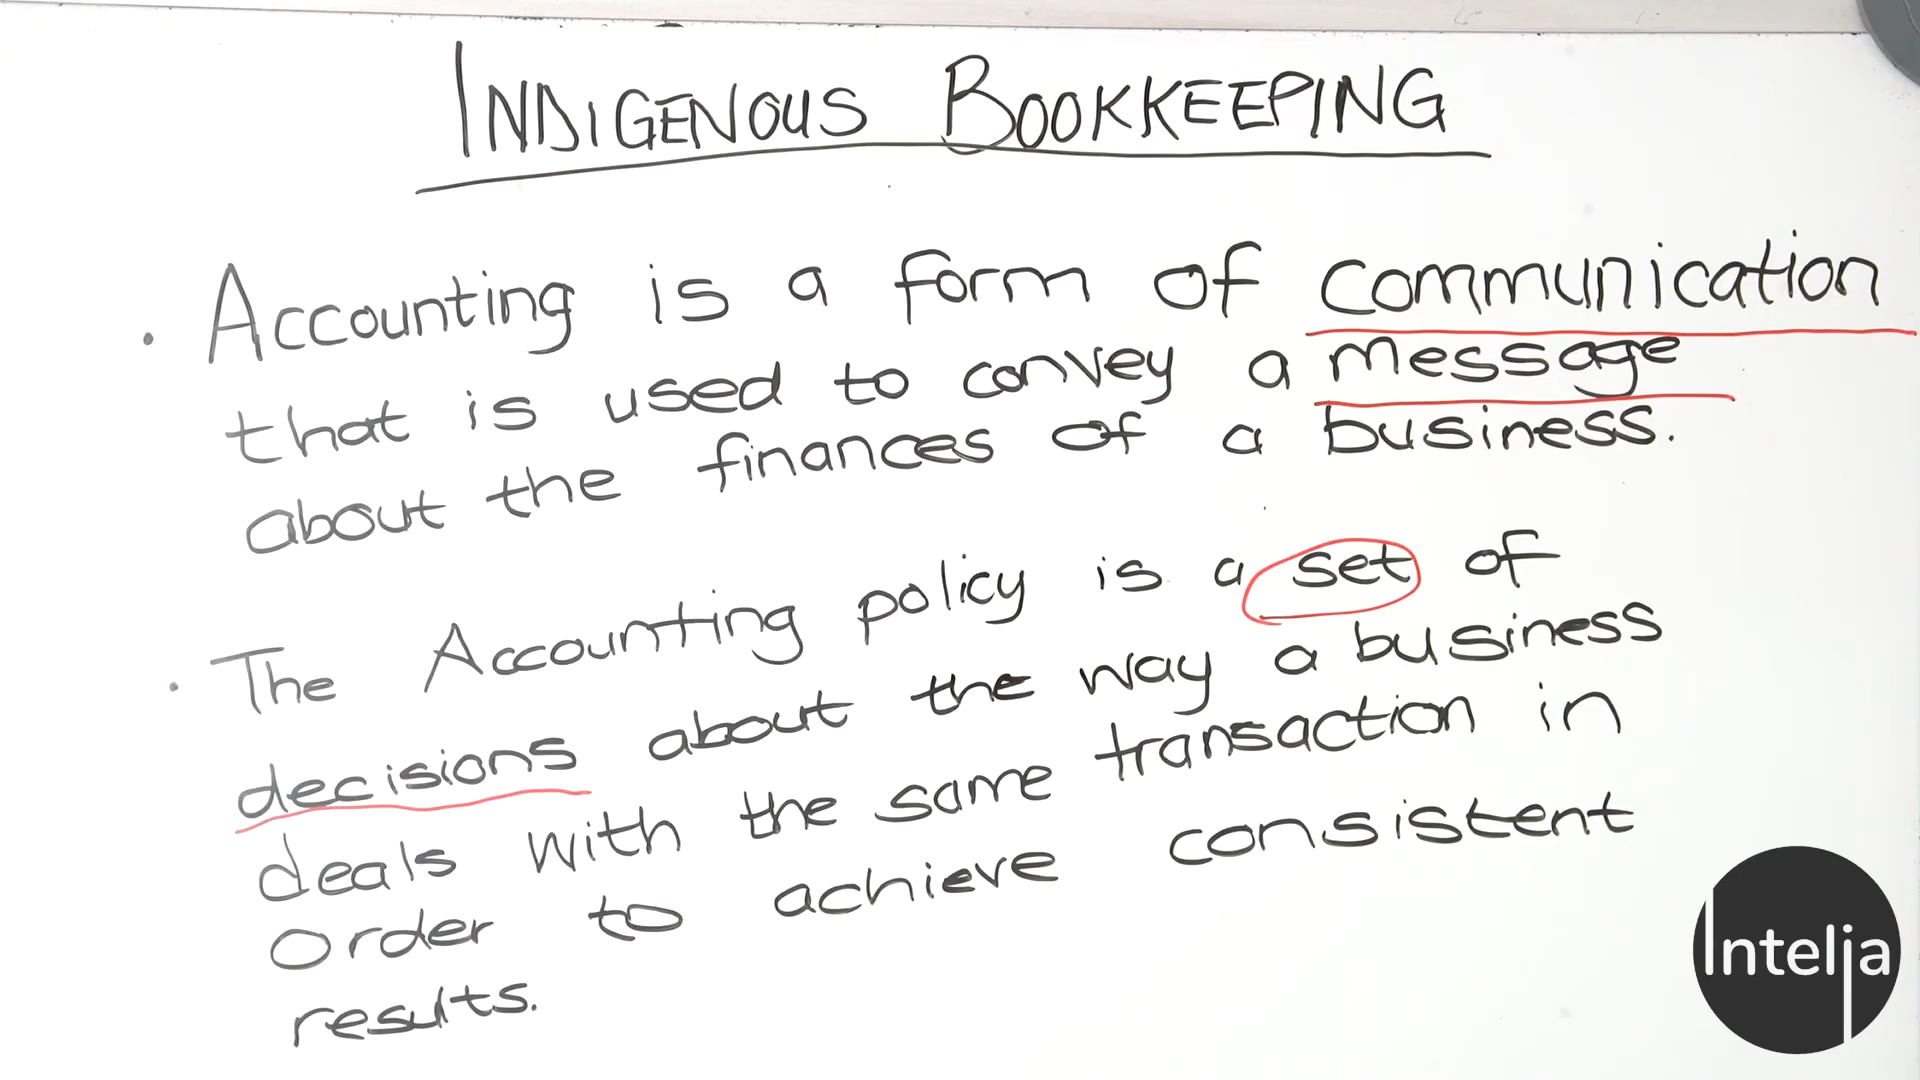 INDIGENOUS BOOKKEEPING
. Accounting is a form of communication
that is used to convey a message
about the finances of a business.
. The Accounting policy is a set of
decisions about the way a business
deals with the same transaction in
order to achieve consistent
results.
Intelja